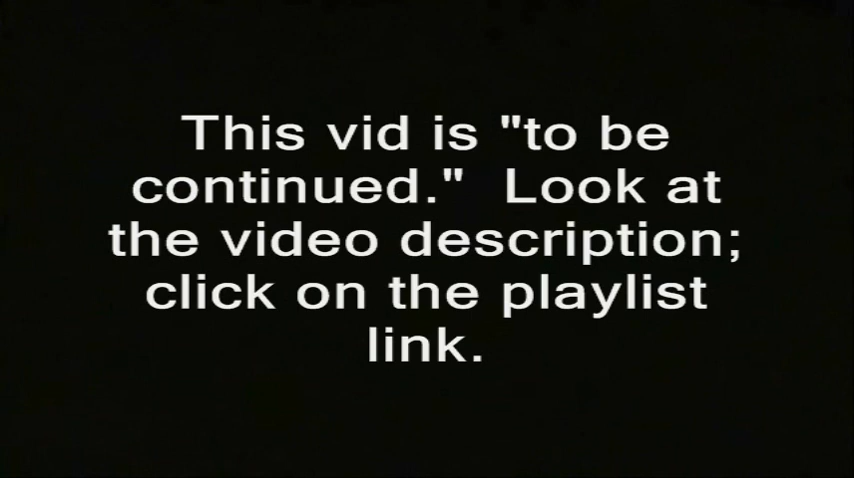 This vid is "to be
continued."  Look at
the video description;
click on the playlist
link.